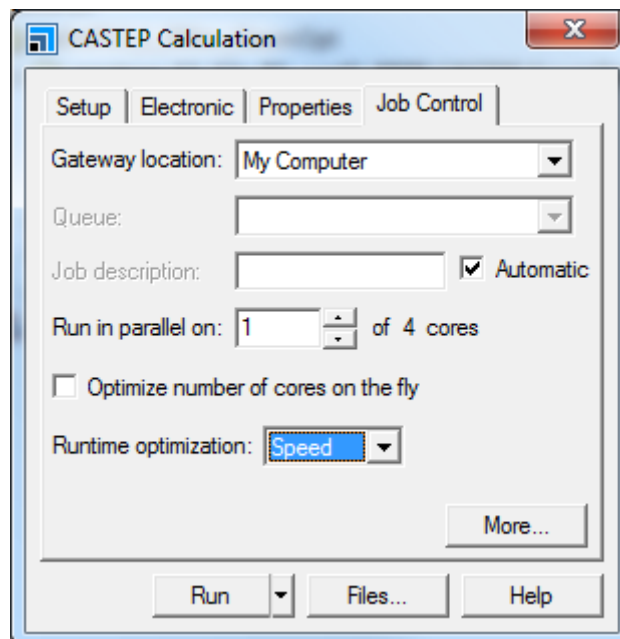 CASTEP Calculation
Setup Electronic Properties Job Control
Gateway location: My Computer
Queue:
Job description: Automatic
Run in parallel on: 1 of 4 cores
Optimize number of cores on the fly
Runtime optimization: Speed
More...
Run Files... Help